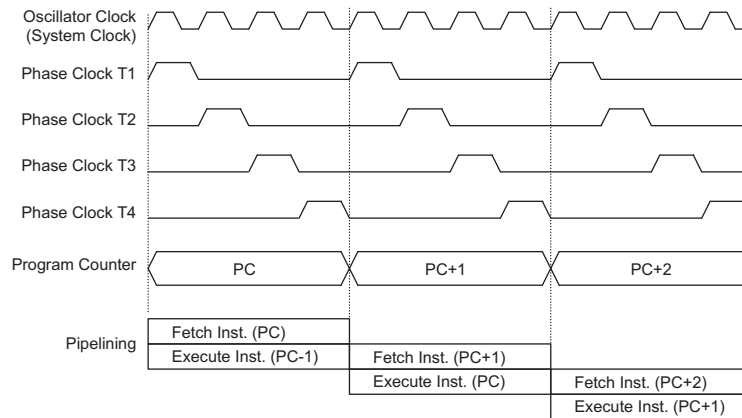 Oscillator Clock
(System Clock)
Phase Clock T1
Phase Clock T2
Phase Clock T3
Phase Clock T4
Program Counter
PC
PC+1
PC+2
Pipelining
Fetch Inst. (PC)
Execute Inst. (PC-1)
Fetch Inst. (PC+1)
Execute Inst. (PC)
Fetch Inst. (PC+2)
Execute Inst. (PC+1)